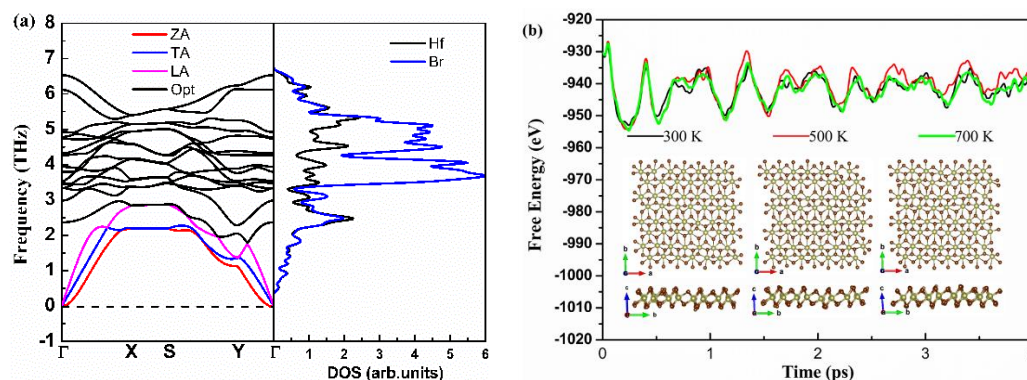 (a)
8
7
6
5
4
3
2
1
0
-1
Frequency (THz)
ZA
TA
LA
Opt
Γ
X
S
Y
Γ
Hf
Br
1
2
3
4
5
6
DOS (arb.units)
(b)
-920
-930
-940
-950
-960
-970
-980
-990
-1000
-1010
-1020
Free Energy (eV)
300 K
500 K
700 K
b
a
b
a
b
a
c
b
c
b
c
b
0
1
2
3
Time (ps)